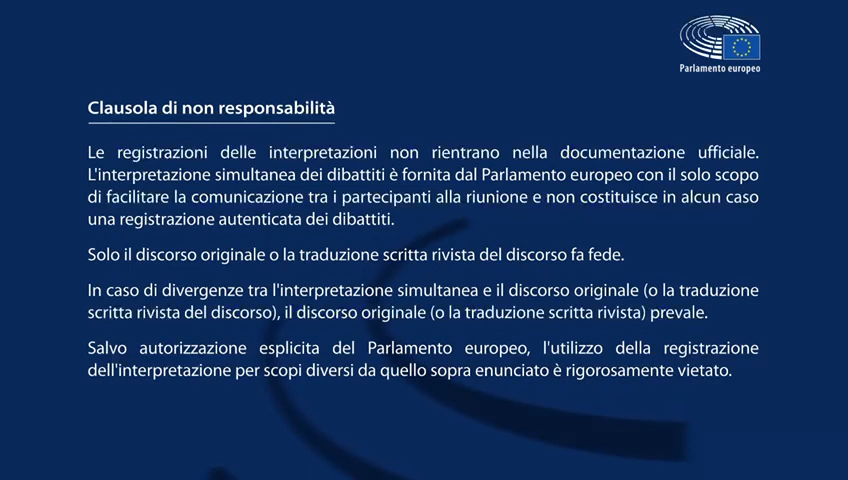 Parlamento europeo
Clausola di non responsabilità
Le registrazioni delle interpretazioni non rientrano nella documentazione ufficiale.
L'interpretazione simultanea dei dibattiti è fornita dal Parlamento europeo con il solo scopo
di facilitare la comunicazione tra i partecipanti alla riunione e non costituisce in alcun caso
una registrazione autenticata dei dibattiti.
Solo il discorso originale o la traduzione scritta rivista del discorso fa fede.
In caso di divergenze tra l'interpretazione simultanea e il discorso originale (o la traduzione
scritta rivista del discorso), il discorso originale (o la traduzione scritta rivista) prevale.
Salvo autorizzazione esplicita del Parlamento europeo, l'utilizzo della registrazione
dell'interpretazione per scopi diversi da quello sopra enunciato è rigorosamente vietato.